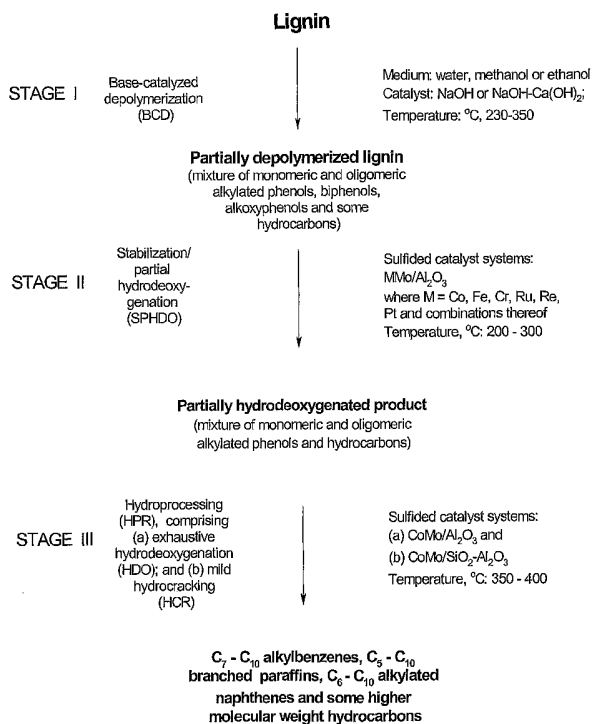 Lignin
STAGE I
Base-catalyzed
depolymerization
(BCD)
Medium: water, methanol or ethanol
Catalyst: NaOH or NaOH-Ca(OH)₂;
Temperature: °C, 230-350
Partially depolymerized lignin
(mixture of monomeric and oligomeric
alkylated phenols, biphenols,
alkoxyphenols and some
hydrocarbons)
STAGE II
Stabilization/
partial
hydrodeoxy-
genation
(SPHDO)
Sulfided catalyst systems:
MMo/Al₂O₃
where M = Co, Fe, Cr, Ru, Re,
Pt and combinations thereof
Temperature, °C: 200 - 300
Partially hydrodeoxygenated product
(mixture of monomeric and oligomeric
alkylated phenols and hydrocarbons)
STAGE III
Hydroprocessing
(HPR), comprising
(a) exhaustive
hydrodeoxygenation
(HDO); and (b) mild
hydrocracking
(HCR)
Sulfided catalyst systems:
(a) CoMo/Al₂O₃ and
(b) CoMo/SiO₂-Al₂O₃
Temperature, °C: 350 - 400
C₇ - C₁₀ alkylbenzenes, C₅ - C₁₀
branched paraffins, C₆ - C₁₀ alkylated
naphthenes and some higher
molecular weight hydrocarbons